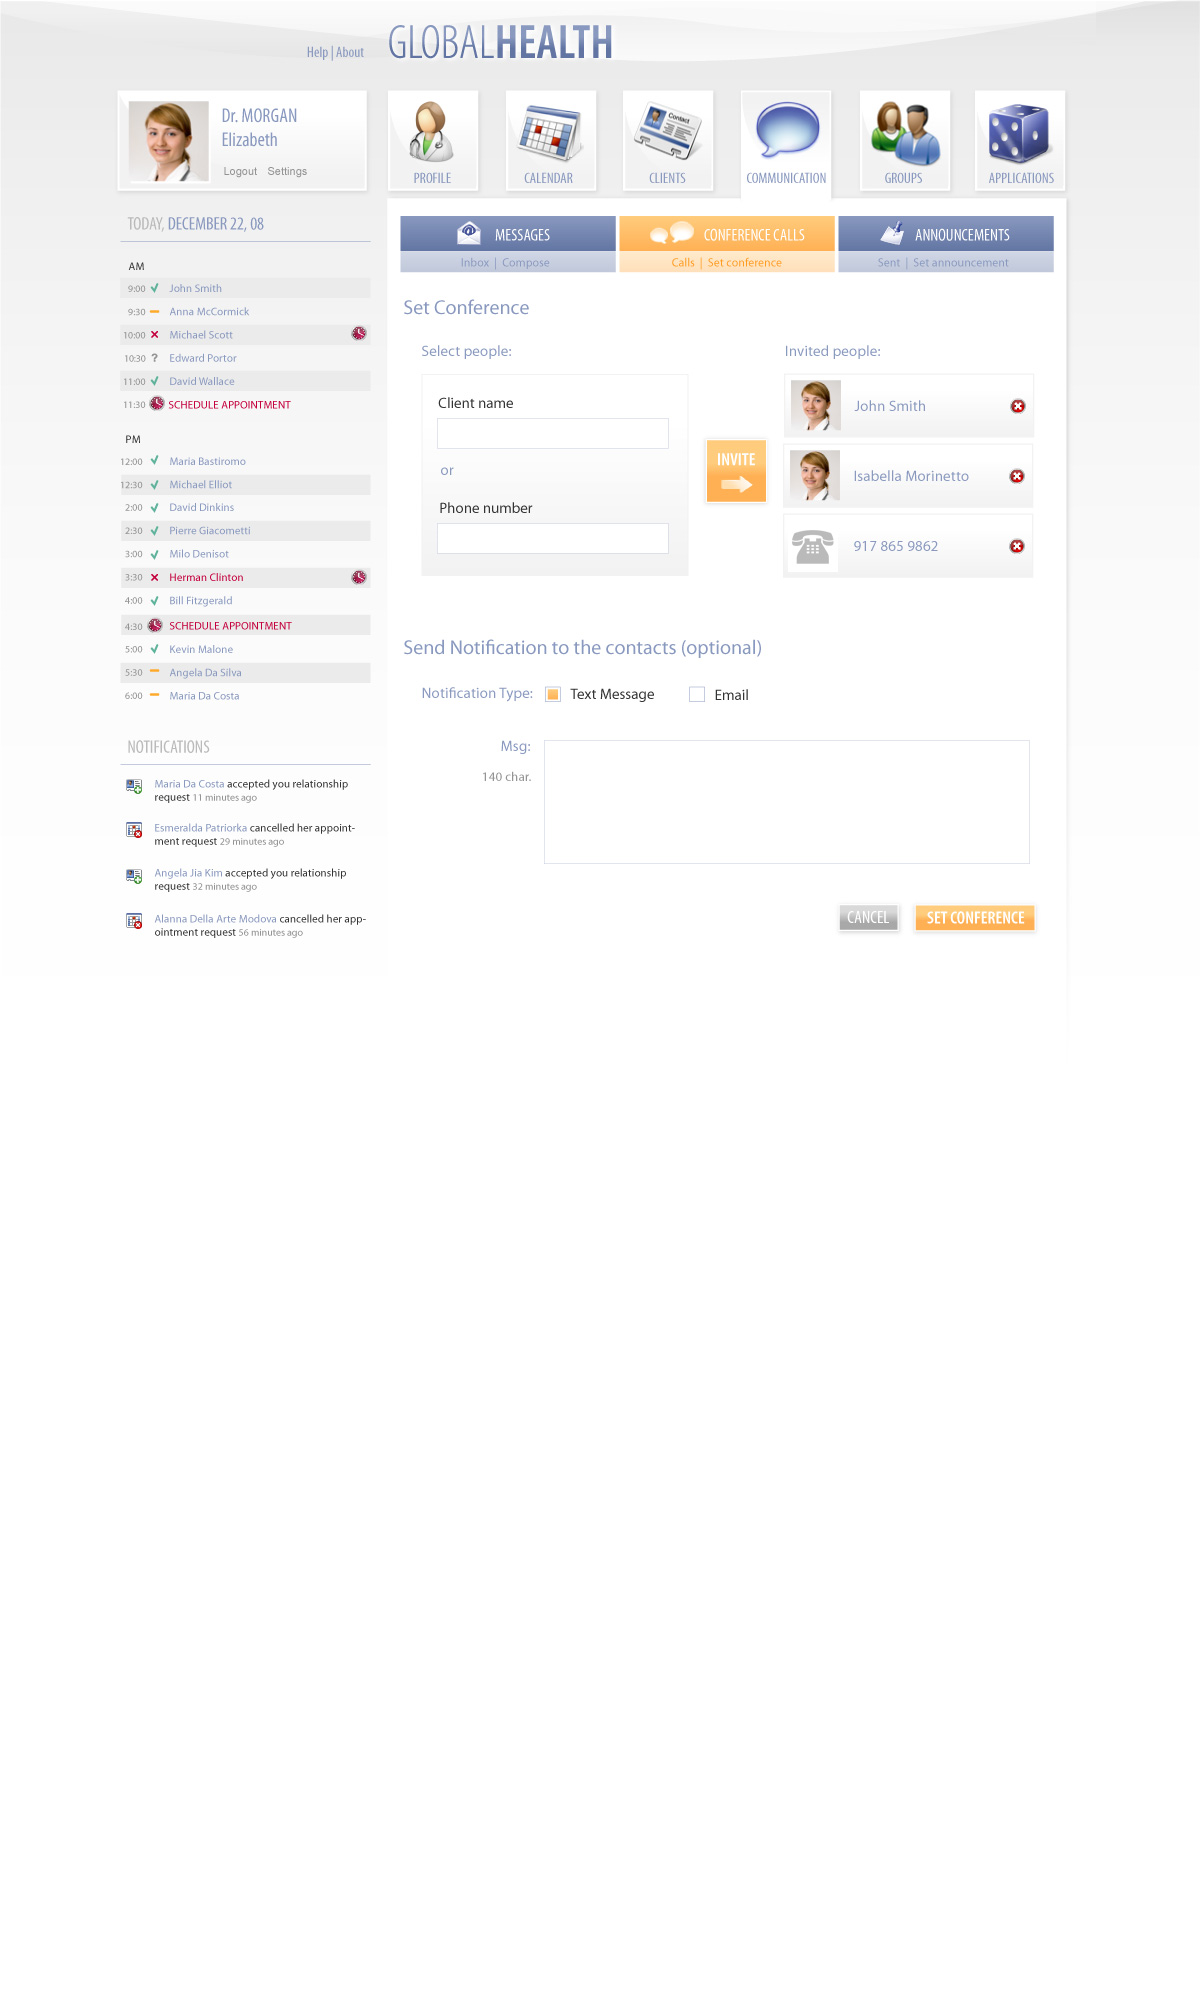 Help | About
GLOBALHEALTH
Dr. MORGAN
Elizabeth
Logout Settings
PROFILE
CALENDAR
Contact
CLIENTS
COMMUNICATION
GROUPS
APPLICATIONS
TODAY, DECEMBER 22, 08
AM
9:00 John Smith
9:30 Anna McCormick
10:00 Michael Scott
10:30 ? Edward Portor
11:00 David Wallace
11:30 SCHEDULE APPOINTMENT
PM
12:00 Maria Bastiromo
12:30 Michael Elliot
2:00 David Dinkins
2:30 Pierre Giacometti
3:00 Milo Denisot
3:30 Herman Clinton
4:00 Bill Fitzgerald
4:30 SCHEDULE APPOINTMENT
5:00 Kevin Malone
5:30 Angela Da Silva
6:00 Maria Da Costa
NOTIFICATIONS
Maria Da Costa accepted you relationship
request 11 minutes ago
Esmeralda Patriorka cancelled her appoint-
ment request 29 minutes ago
Angela Jia Kim accepted you relationship
request 32 minutes ago
Alanna Della Arte Modova cancelled her app-
ointment request 56 minutes ago
MESSAGES
Inbox | Compose
CONFERENCE CALLS
Calls | Set conference
ANNOUNCEMENTS
Sent | Set announcement
Set Conference
Select people:
Client name
or
Phone number
INVITE
Invited people:
John Smith
Isabella Morinetto
917 865 9862
Send Notification to the contacts (optional)
Notification Type: Text Message Email
Msg:
140 char.
CANCEL
SET CONFERENCE